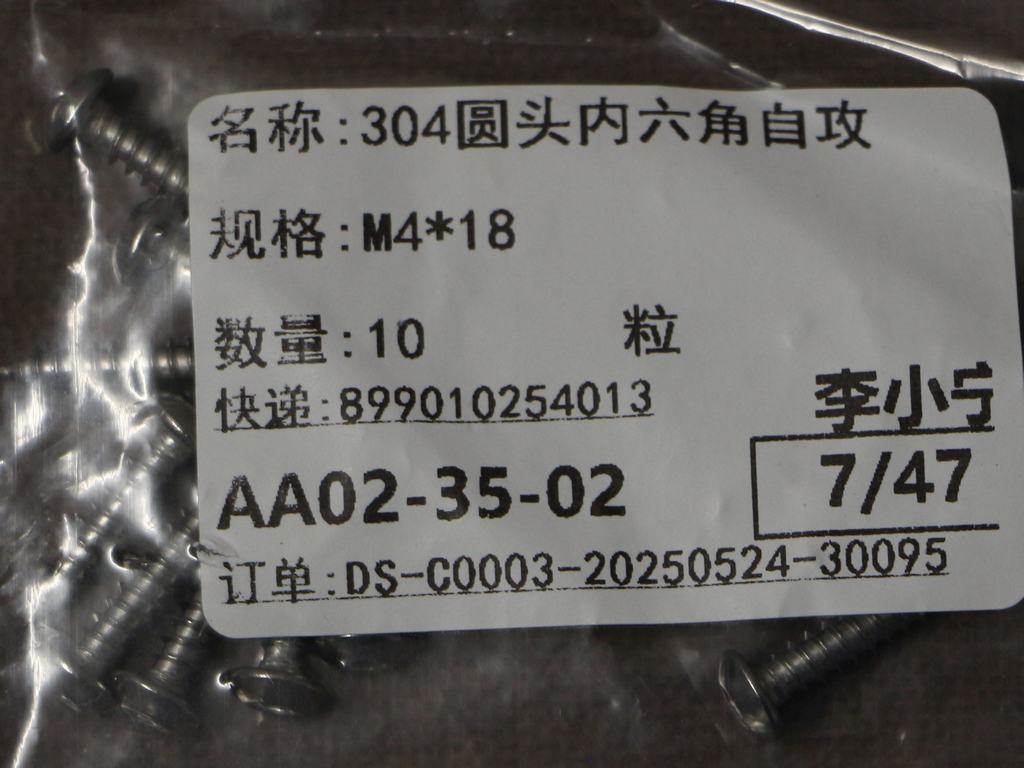 名称:304圆头内六角自攻
规格:M4*18
数量:10 粒
快递:899010254013
李小宁
AA02-35-02
7/47
订单:DS-C0003-20250524-30095